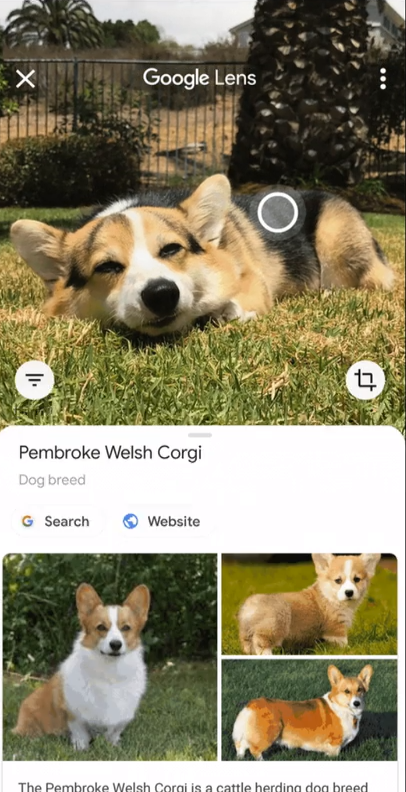 Google Lens
Pembroke Welsh Corgi
Dog breed
Search
Website
The Pembroke Welsh Corgi is a cattle herding dog breed